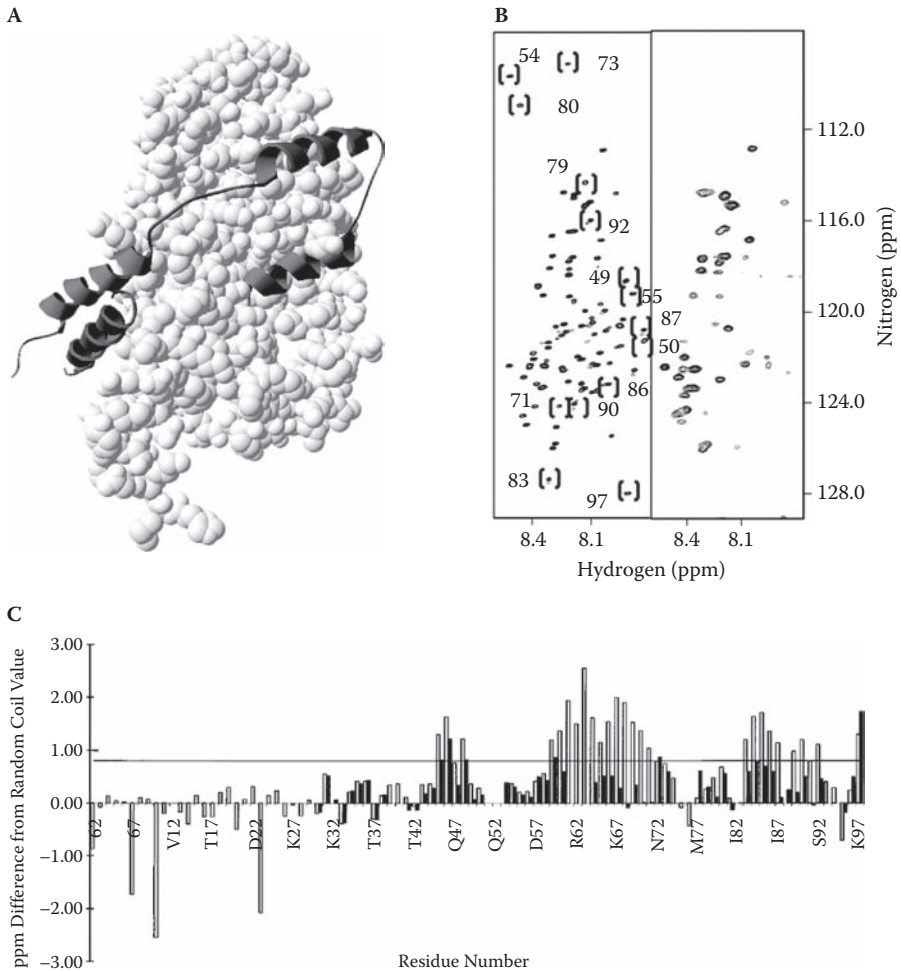 A
B
54
73
80
79
92
49
55
87
50
71
86
90
83
97
112.0
116.0
120.0
124.0
128.0
Nitrogen (ppm)
8.4
8.1
8.4
8.1
Hydrogen (ppm)
C
ppm Difference from Random Coil Value
3.00
2.00
1.00
0.00
−1.00
−2.00
−3.00
62
67
V12
T17
D22
K27
K32
T37
T42
Q47
Q52
D57
R62
K67
N72
M77
I82
I87
S92
K97
Residue Number